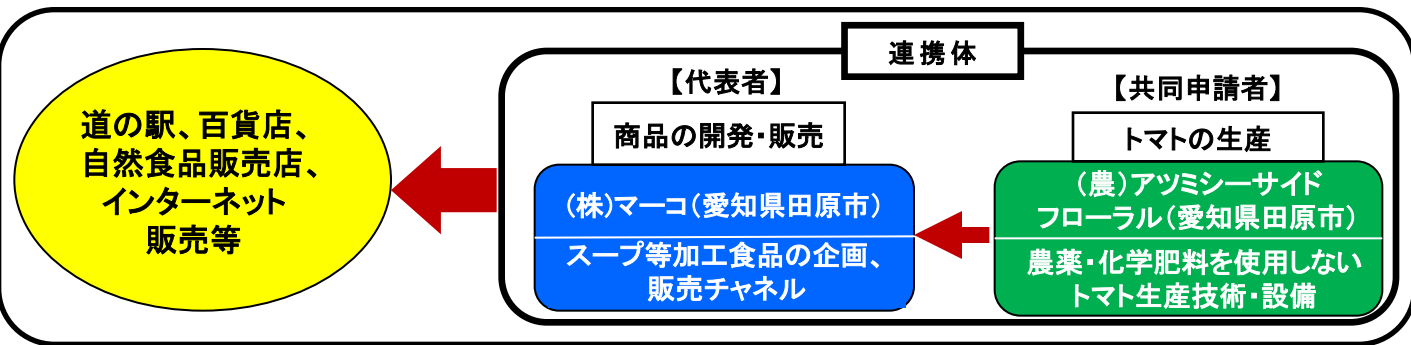 連携体
【代表者】
商品の開発・販売
(株)マーコ(愛知県田原市)
スープ等加工食品の企画、
販売チャネル
【共同申請者】
トマトの生産
(農)アツミシーサイド
フローラル(愛知県田原市)
農薬・化学肥料を使用しない
トマト生産技術・設備
道の駅、百貨店、
自然食品販売店、
インターネット
販売等